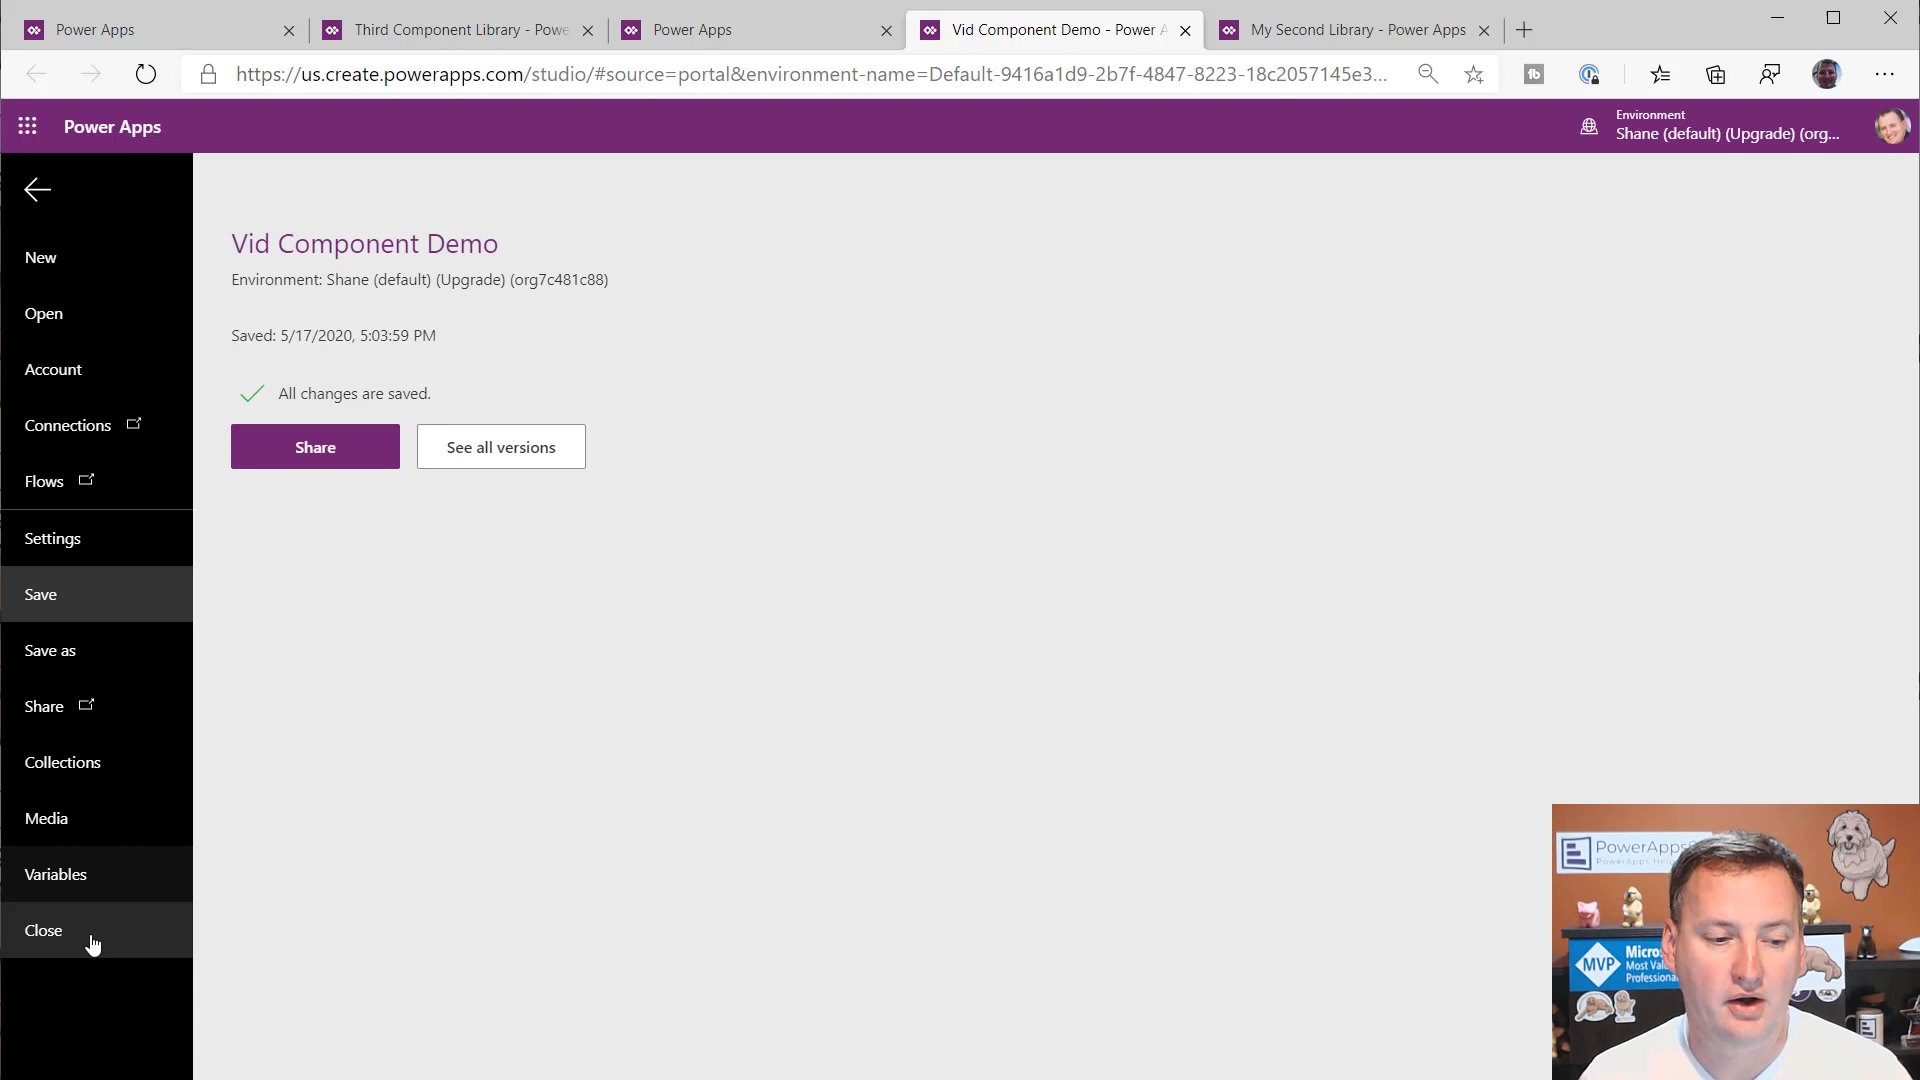 Power Apps
Third Component Library - Powe
Power Apps
Vid Component Demo - Power A
My Second Library - Power Apps
https://us.create.powerapps.com/studio/#source=portal&environment-name=Default-9416a1d9-2b7f-4847-8223-18c2057145e3...
Power Apps
Environment
Shane (default) (Upgrade) (org...
New
Open
Account
Connections
Flows
Settings
Save
Save as
Share
Collections
Media
Variables
Close
Vid Component Demo
Environment: Shane (default) (Upgrade) (org7c481c88)
Saved: 5/17/2020, 5:03:59 PM
All changes are saved.
Share
See all versions
PowerApps
MVP
Micros
Most Val
Professiona